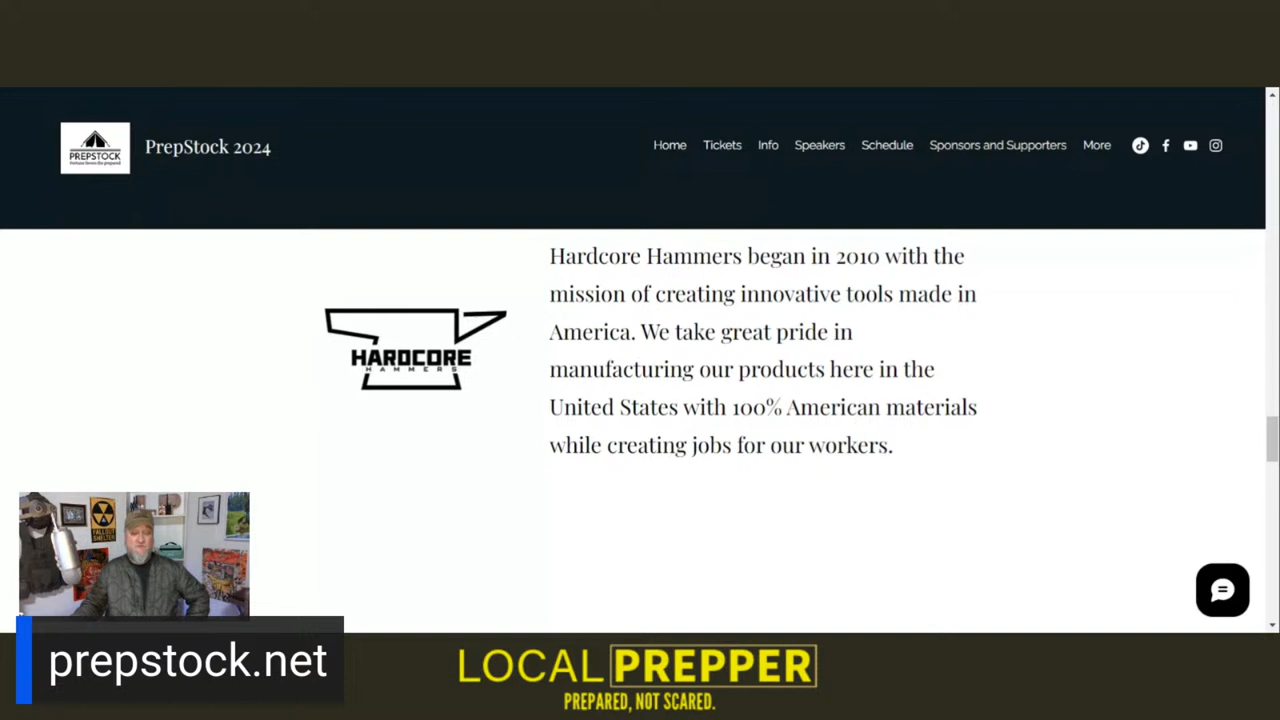 PREPSTOCK
PrepStock 2024
Home Tickets Info Speakers Schedule Sponsors and Supporters More
Hardcore Hammers began in 2010 with the
mission of creating innovative tools made in
America. We take great pride in
manufacturing our products here in the
United States with 100% American materials
while creating jobs for our workers.
HARDCORE
HAMMERS
FALLOUT
SHELTER
prepstock.net
LOCAL PREPPER
PREPARED, NOT SCARED.